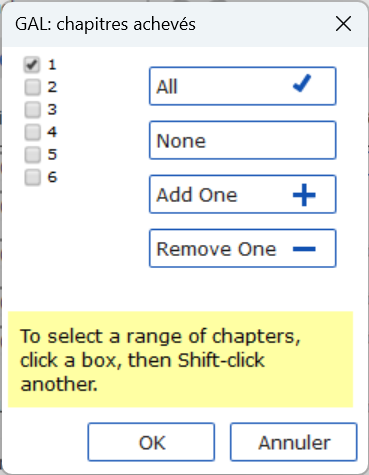 GAL: chapitres achevés
1
2
3
4
5
6
All
None
Add One
Remove One
To select a range of chapters,
click a box, then Shift-click
another.
OK
Annuler